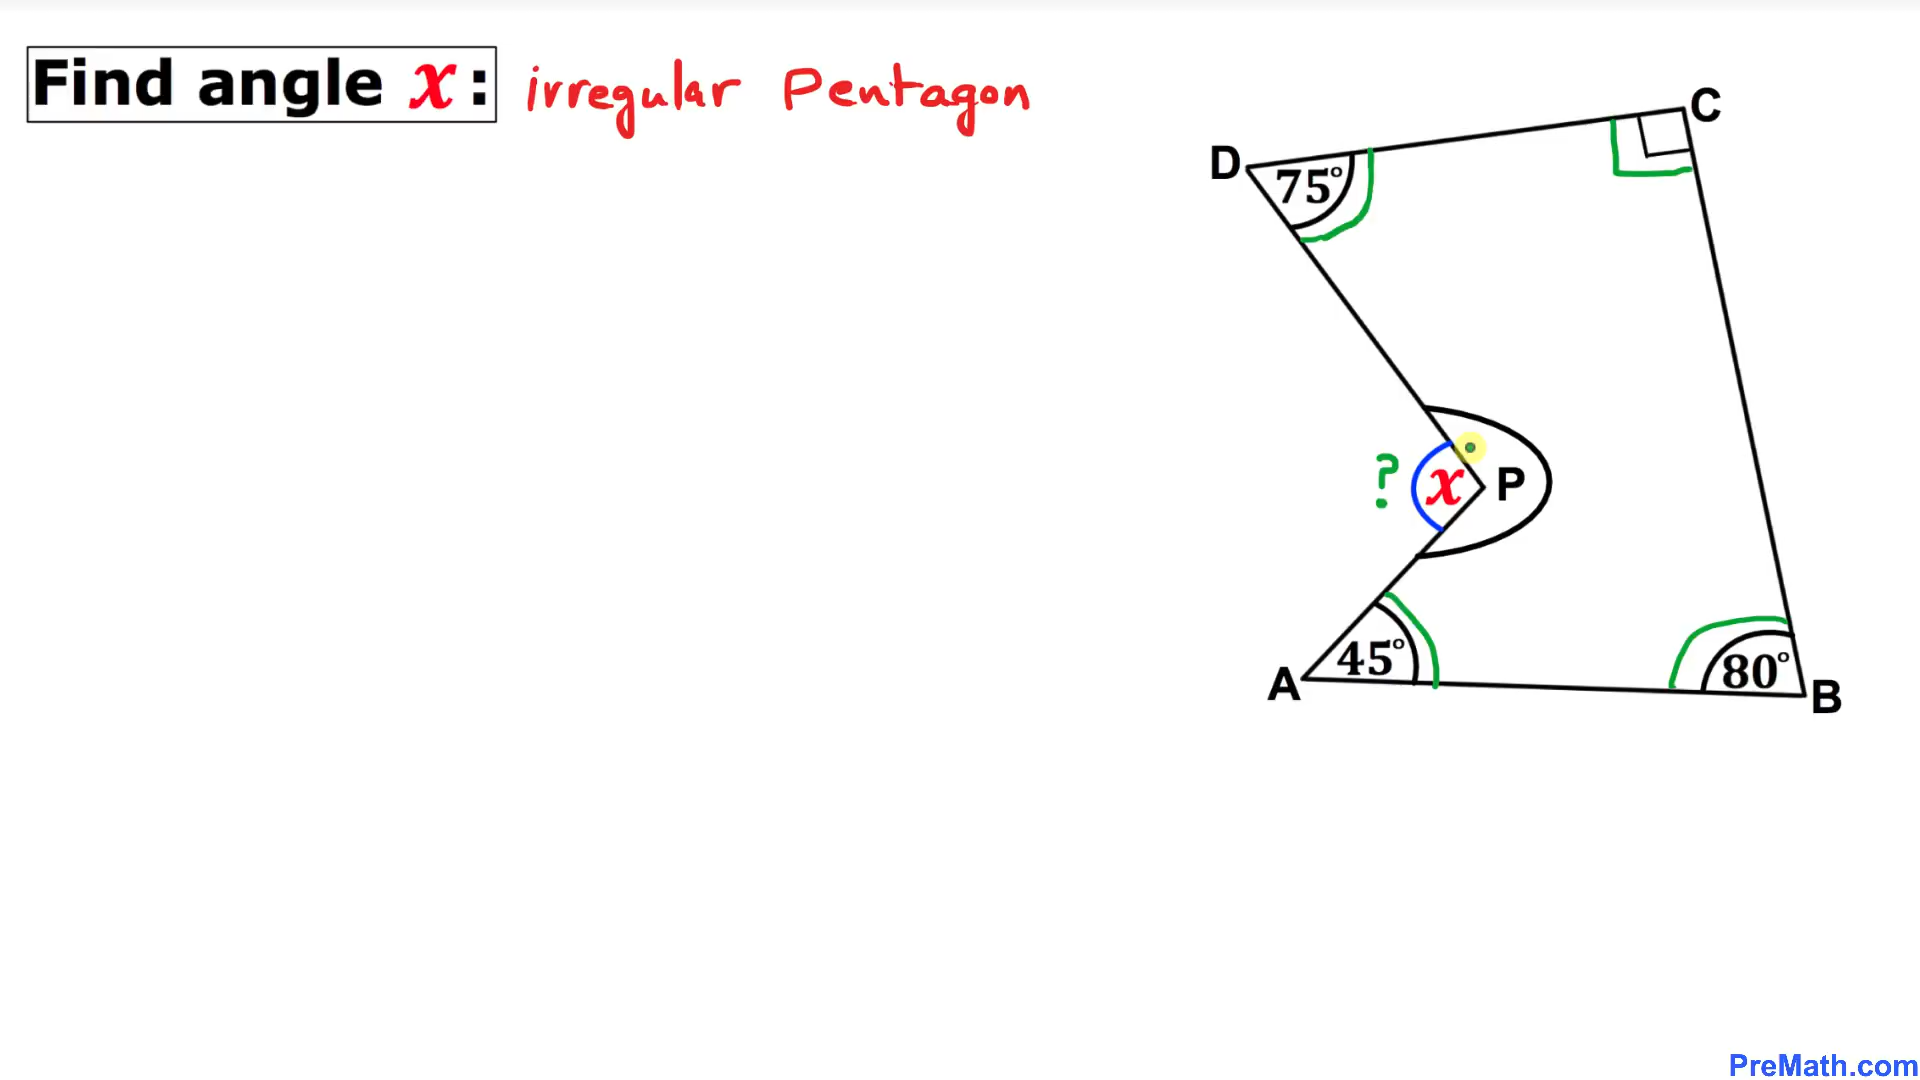 Find angle x: irregular Pentagon
C
D
75°
? x P
45°
80°
A
B
PreMath.com